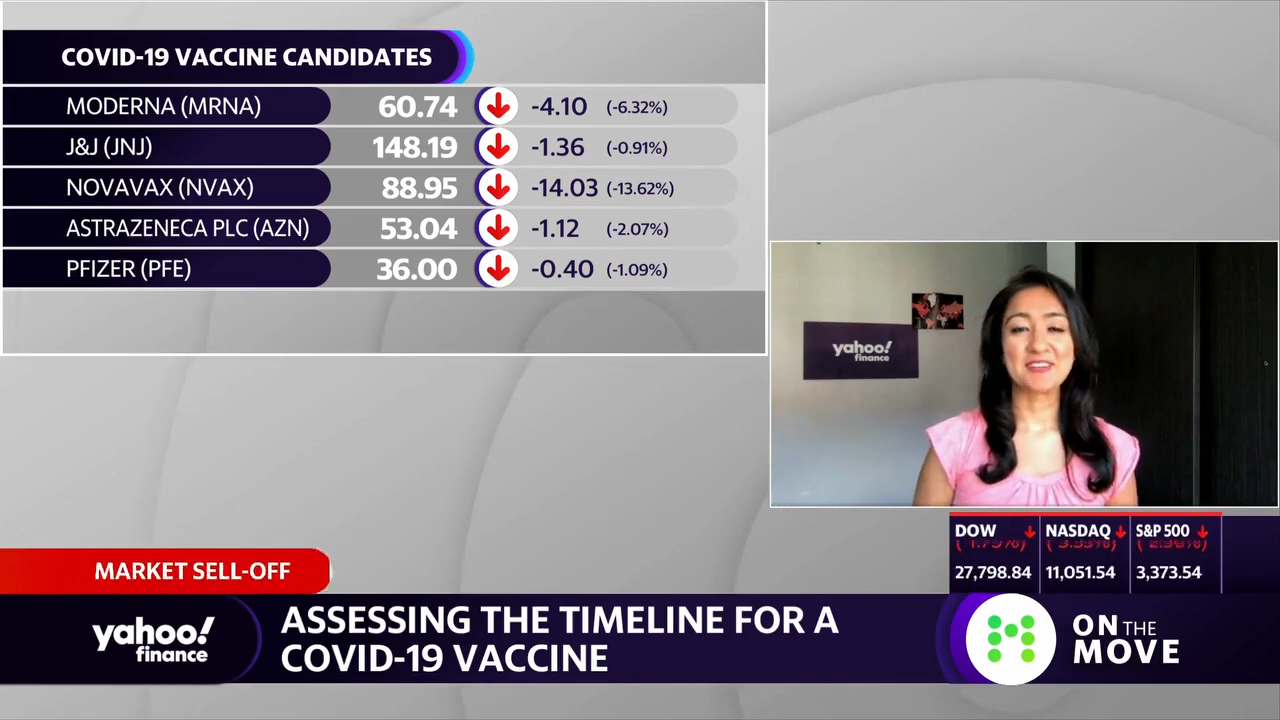 COVID-19 VACCINE CANDIDATES
MODERNA (MRNA) 60.74 -4.10 (-6.32%)
J&J (JNJ) 148.19 -1.36 (-0.91%)
NOVAVAX (NVAX) 88.95 -14.03 (-13.62%)
ASTRAZENECA PLC (AZN) 53.04 -1.12 (-2.07%)
PFIZER (PFE) 36.00 -0.40 (-1.09%)
yahoo!
finance
DOW NASDAQ S&P 500
27,798.84 11,051.54 3,373.54
MARKET SELL-OFF
yahoo!
finance
ASSESSING THE TIMELINE FOR A
COVID-19 VACCINE
ON THE
MOVE